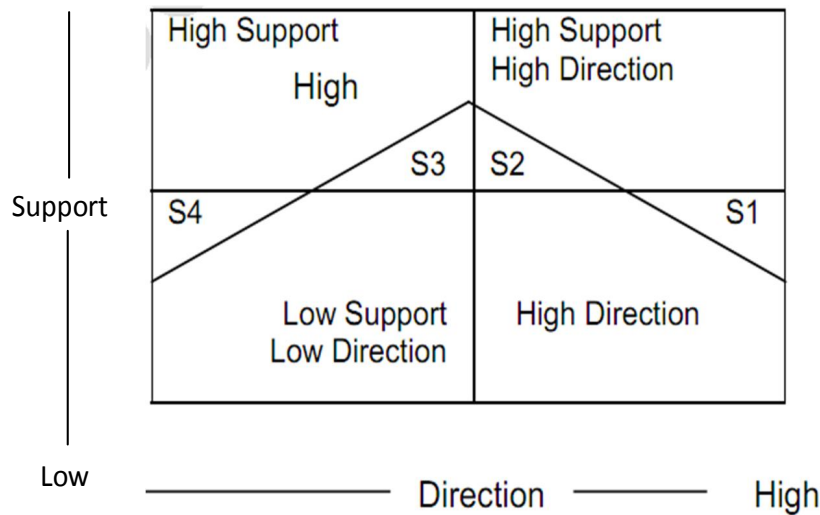 High Support
High
High Support
High Direction
S3
S2
Support
S4
S1
Low Support
Low Direction
High Direction
Low
Direction
High